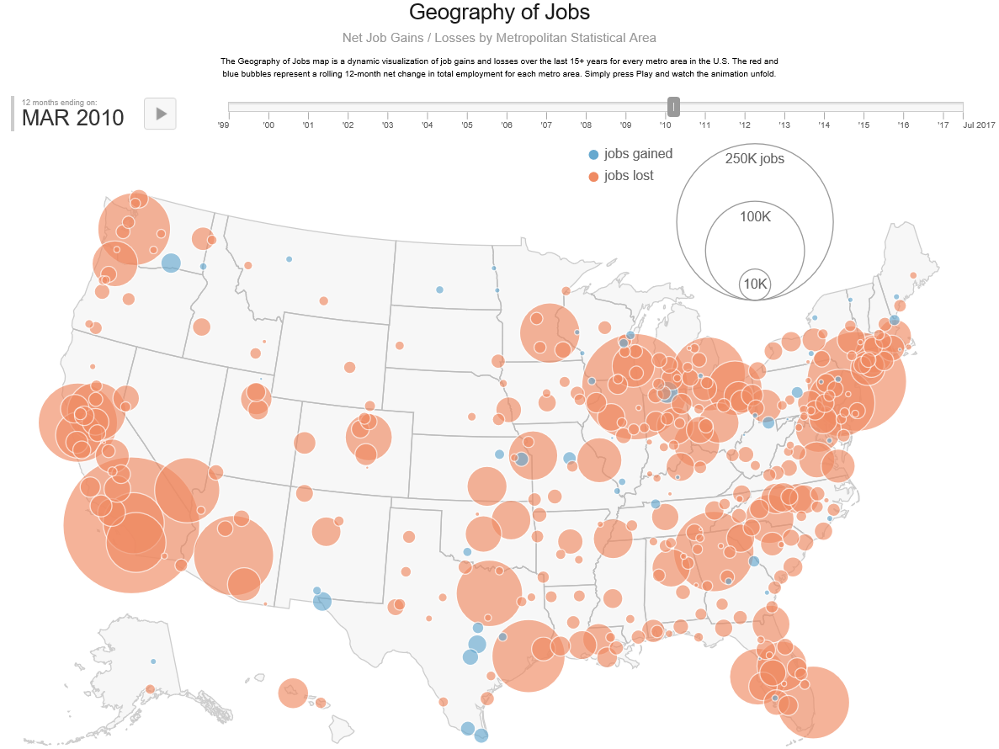 Geography of Jobs
Net Job Gains / Losses by Metropolitan Statistical Area
The Geography of Jobs map is a dynamic visualization of job gains and losses over the last 15+ years for every metro area in the U.S. The red and
blue bubbles represent a rolling 12-month net change in total employment for each metro area. Simply press Play and watch the animation unfold.
12 months ending on:
MAR 2010
'99 '00 '01 '02 '03 '04 '05 '06 '07 '08 '09 '10 '11 '12 '13 '14 '15 '16 '17 Jul 2017
jobs gained
jobs lost
250K jobs
100K
10K